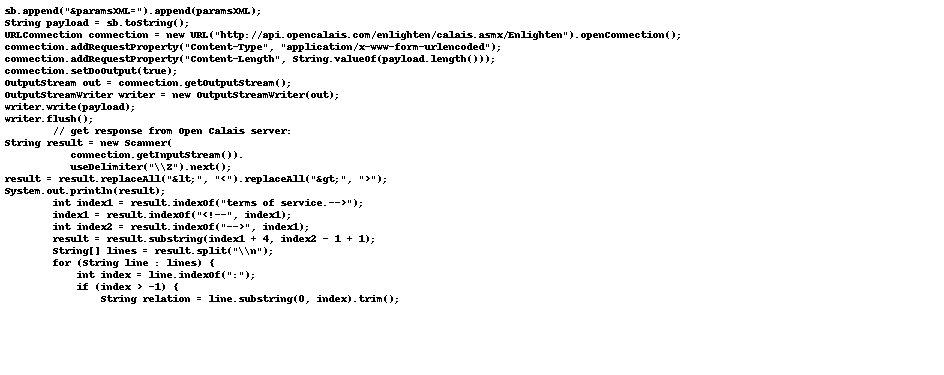 sb.append("&paramsXML=").append(paramsXML);
String payload = sb.toString();
URLConnection connection = new URL("http://api.opencalais.com/enlighten/calais.asmx/Enlighten").openConnection();
connection.addRequestProperty("Content-Type", "application/x-www-form-urlencoded");
connection.addRequestProperty("Content-Length", String.valueOf(payload.length()));
connection.setDoOutput(true);
OutputStream out = connection.getOutputStream();
OutputStreamWriter writer = new OutputStreamWriter(out);
writer.write(payload);
writer.flush();
        // get response from Open Calais server:
String result = new Scanner(
           connection.getInputStream()).
           useDelimiter("\\Z").next();
result = result.replaceAll("&lt;", "<").replaceAll("&gt;", ">");
System.out.println(result);
        int index1 = result.indexOf("terms of service.-->");
        index1 = result.indexOf("<!--", index1);
        int index2 = result.indexOf("-->", index1);
        result = result.substring(index1 + 4, index2 - 1 + 1);
        String[] lines = result.split("\\n");
        for (String line : lines) {
            int index = line.indexOf(":");
            if (index > -1) {
                String relation = line.substring(0, index).trim();